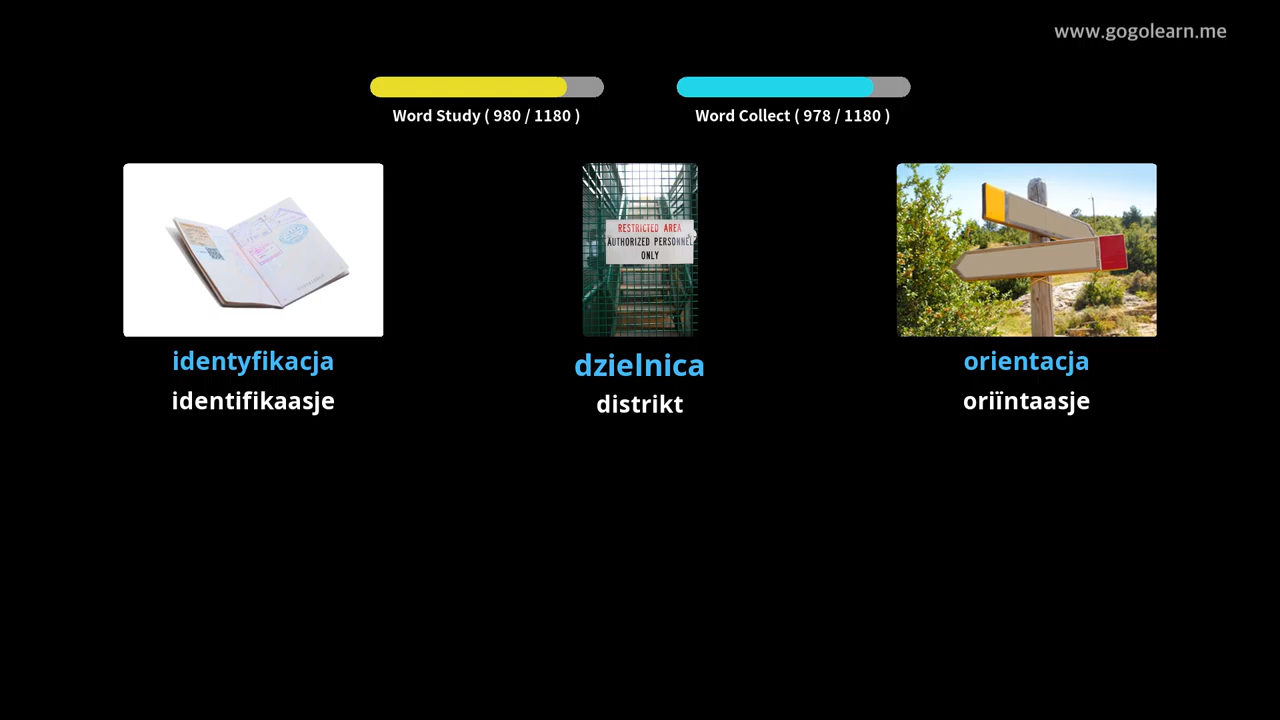 www.gogolearn.me
Word Study ( 980 / 1180 )
Word Collect ( 978 / 1180 )
RESTRICTED AREA
AUTHORIZED PERSONNEL
ONLY
identyfikacja
dzielnica
orientacja
identifikaasje
distrikt
oriïntaasje